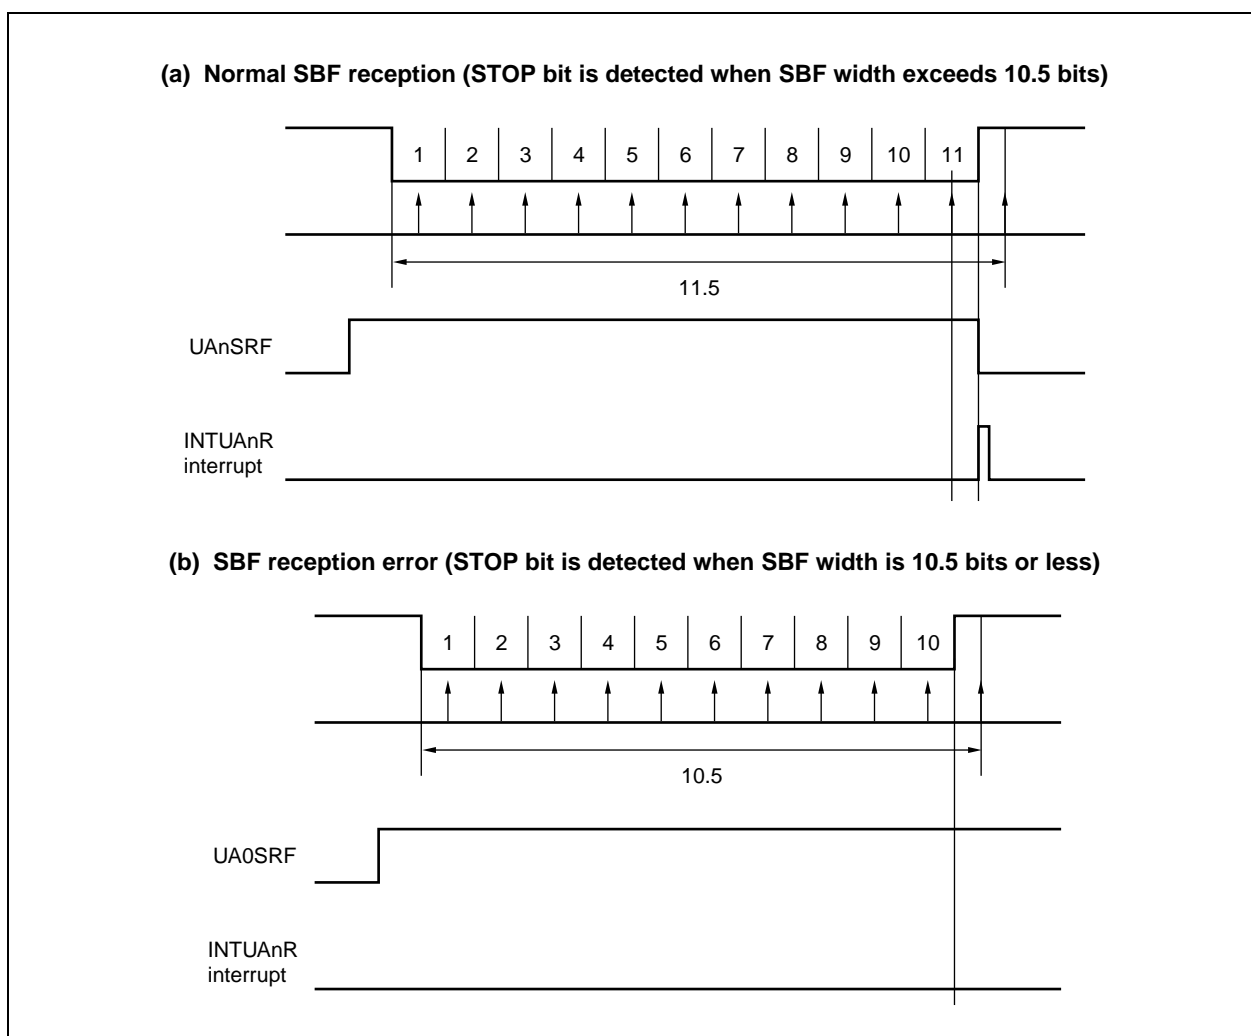 (a) Normal SBF reception (STOP bit is detected when SBF width exceeds 10.5 bits)
1 2 3 4 5 6 7 8 9 10 11
11.5
UAnSRF
INTUAnR
interrupt
(b) SBF reception error (STOP bit is detected when SBF width is 10.5 bits or less)
1 2 3 4 5 6 7 8 9 10
10.5
UA0SRF
INTUAnR
interrupt